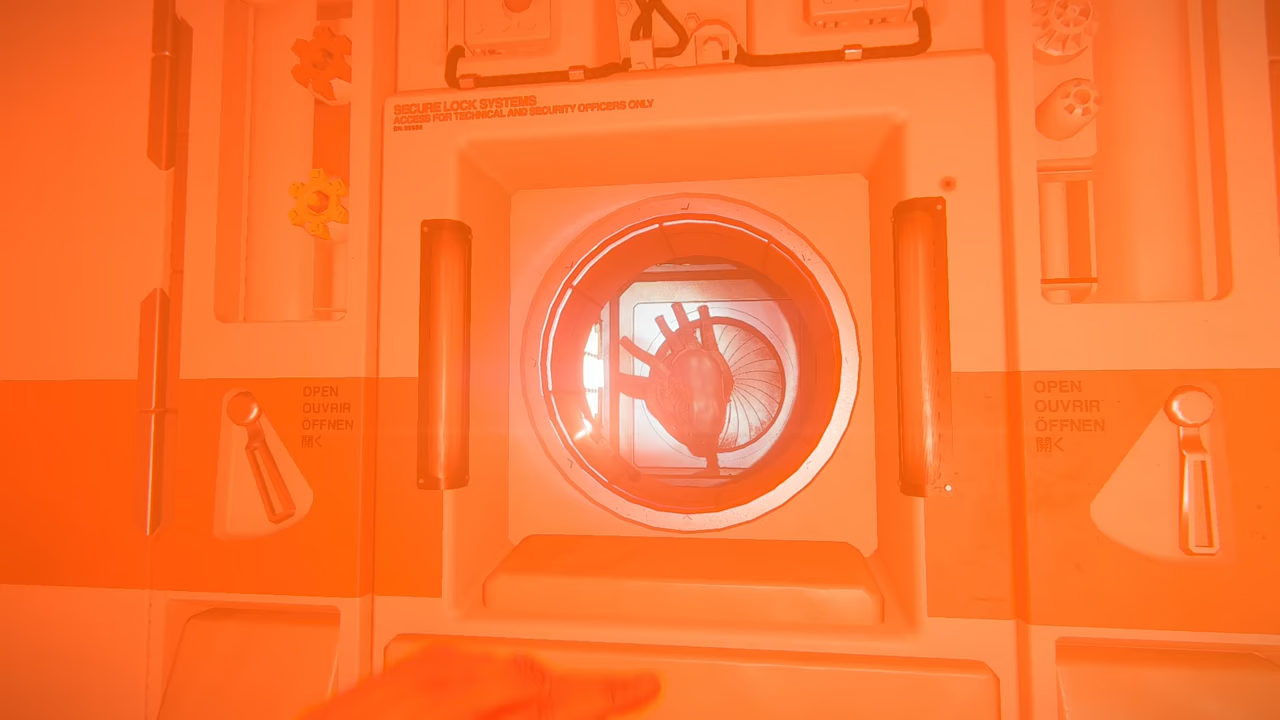 SECURE LOCK SYSTEMS
ACCESS FOR TECHNICAL AND SECURITY OFFICERS ONLY
OPEN
OUVRIR
ÖFFNEN
開く
OPEN
OUVRIR
ÖFFNEN
開く